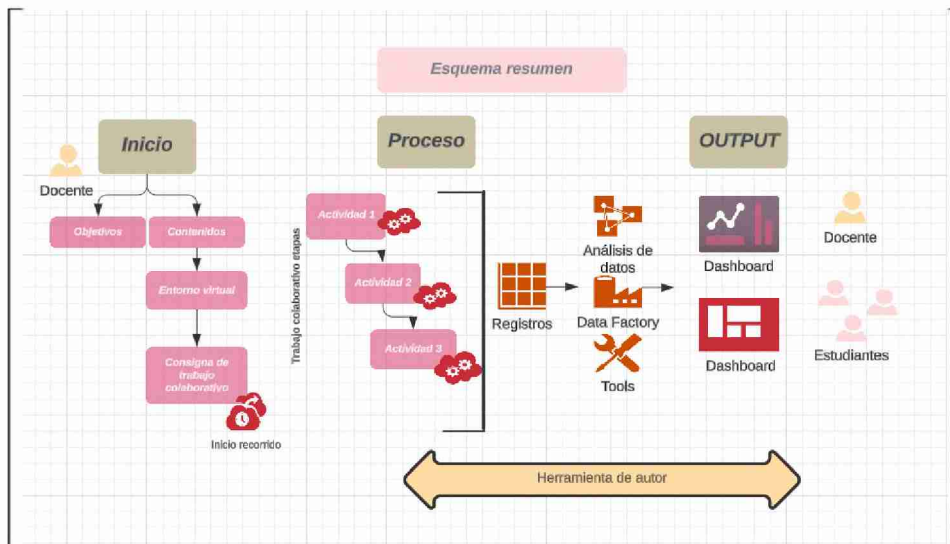 Esquema resumen
Inicio
Docente
Objetivos
Contenidos
Entorno virtual
Consigna de
trabajo
colaborativo
Inicio recorrido
Proceso
Trabajo colaborativo etapas
Actividad 1
Actividad 2
Actividad 3
Registros
Análisis de
datos
Data Factory
Tools
OUTPUT
Dashboard
Dashboard
Docente
Estudiantes
Herramienta de autor